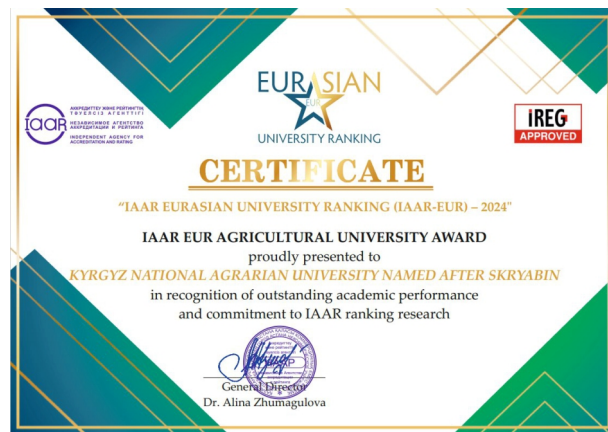 EURASIAN
EUR
UNIVERSITY RANKING
IAAR
АККРЕДИТТЕУ ЖӘНЕ РЕЙТИНГТІҢ
ТӘУЕЛСІЗ АГЕНТТІГІ
НЕЗАВИСИМОЕ АГЕНТСТВО
АККРЕДИТАЦИИ И РЕЙТИНГА
INDEPENDENT AGENCY FOR
ACCREDITATION AND RATING
iREG
APPROVED
CERTIFICATE
"IAAR EURASIAN UNIVERSITY RANKING (IAAR-EUR) – 2024"
IAAR EUR AGRICULTURAL UNIVERSITY AWARD
proudly presented to
KYRGYZ NATIONAL AGRARIAN UNIVERSITY NAMED AFTER SKRYABIN
in recognition of outstanding academic performance
and commitment to IAAR ranking research
General Director
Dr. Alina Zhumagulova